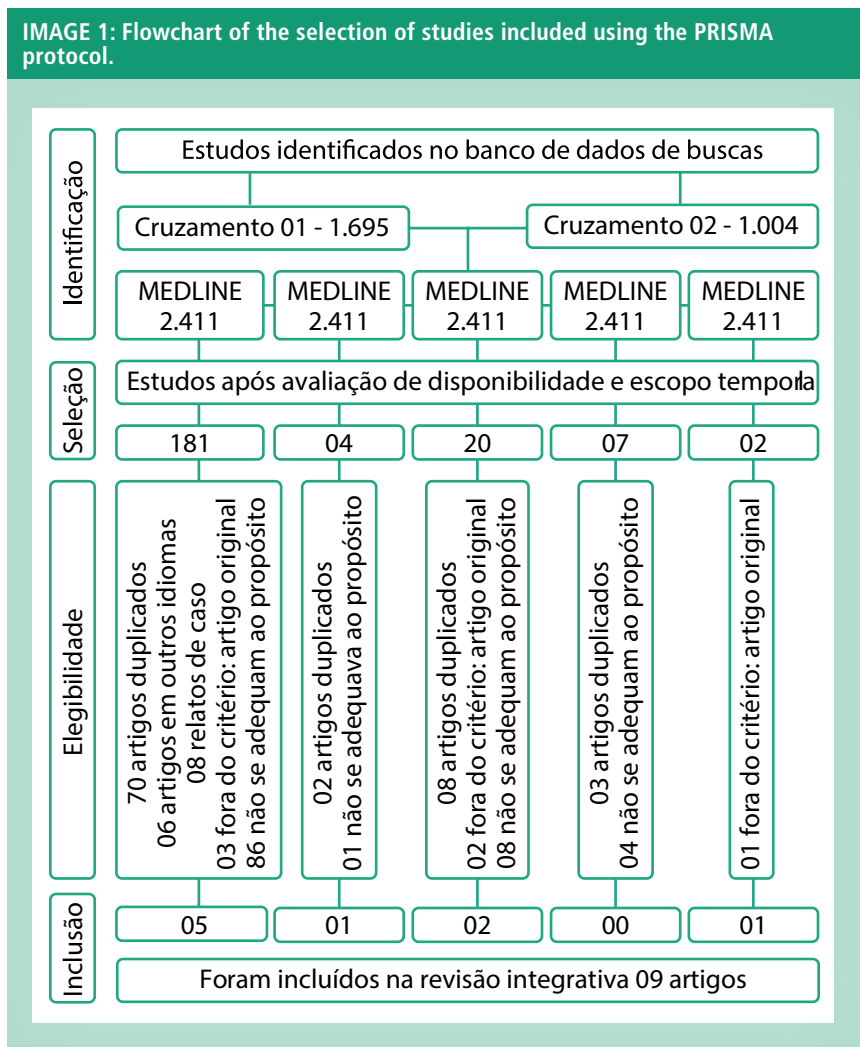 IMAGE 1: Flowchart of the selection of studies included using the PRISMA
protocol.
Identificação
Estudos identificados no banco de dados de buscas
Cruzamento 01 - 1.695
Cruzamento 02 - 1.004
MEDLINE
2.411
MEDLINE
2.411
MEDLINE
2.411
MEDLINE
2.411
MEDLINE
2.411
Seleção
Estudos após avaliação de disponibilidade e escopo temporla
181
04
20
07
02
Elegibilidade
70 artigos duplicados
06 artigos em outros idiomas
08 relatos de caso
03 fora do critério: artigo original
86 não se adequam ao propósito
02 artigos duplicados
01 não se adequava ao propósito
08 artigos duplicados
02 fora do critério: artigo original
08 não se adequam ao propósito
03 artigos duplicados
04 não se adequam ao propósito
01 fora do critério: artigo original
Inclusão
05
01
02
00
01
Foram incluídos na revisão integrativa 09 artigos